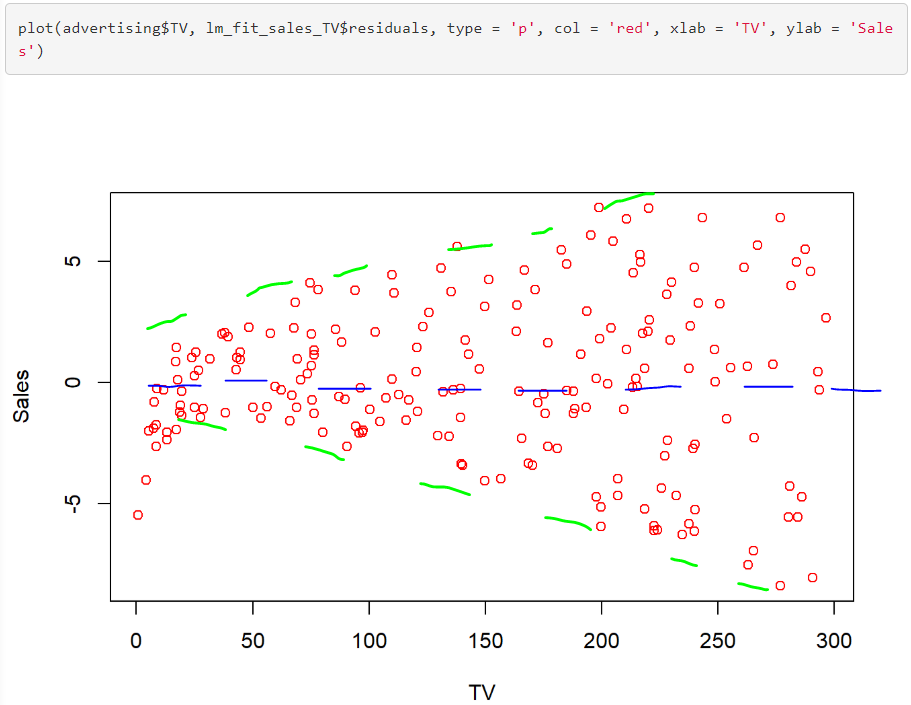 plot(advertising$TV, lm_fit_sales_TV$residuals, type = 'p', col = 'red', xlab = 'TV', ylab = 'Sale
s')
5
0
-5
Sales
0 50 100 150 200 250 300
TV